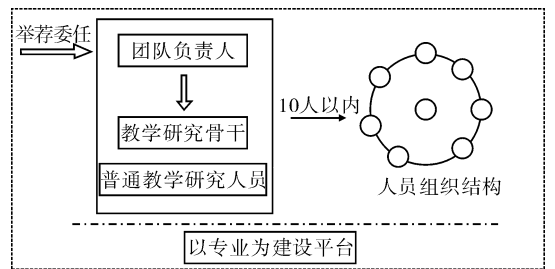 举荐委任
团队负责人
教学研究骨干
普通教学研究人员
10人以内
人员组织结构
以专业为建设平台